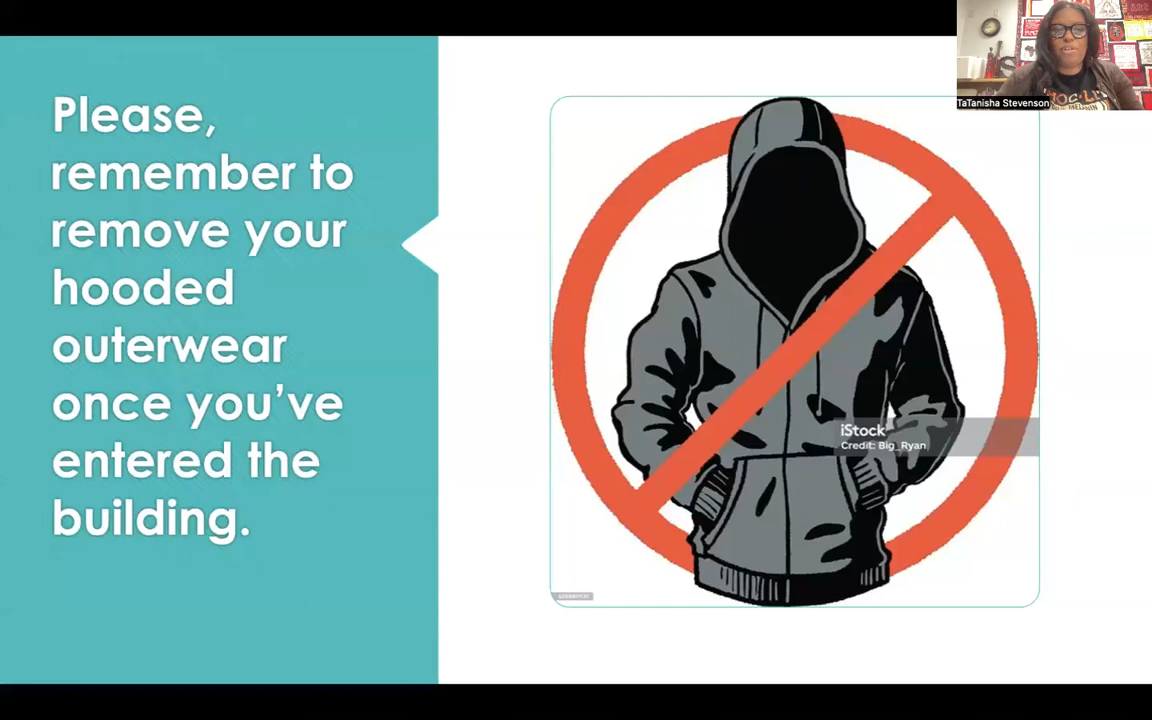 Please,
remember to
remove your
hooded
outerwear
once you've
entered the
building.
iStock
Credit: Big_Ryan
TaTanisha Stevenson